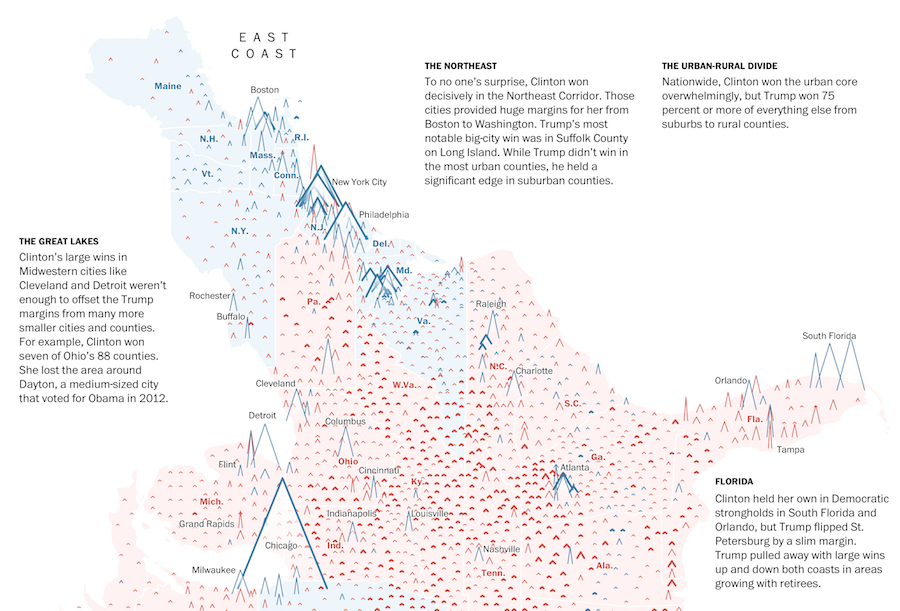 EAST
COAST
THE NORTHEAST
To no one's surprise, Clinton won
decisively in the Northeast Corridor. Those
cities provided huge margins for her from
Boston to Washington. Trump's most
notable big-city win was in Suffolk County
on Long Island. While Trump didn't win in
the most urban counties, he held a
significant edge in suburban counties.
THE URBAN-RURAL DIVIDE
Nationwide, Clinton won the urban core
overwhelmingly, but Trump won 75
percent or more of everything else from
suburbs to rural counties.
Maine
Boston
N.H.
R.I.
Mass.
Vt.
Conn.
New York City
Philadelphia
N.Y.
N.J.
Del.
THE GREAT LAKES
Clinton's large wins in
Midwestern cities like
Cleveland and Detroit weren't
enough to offset the Trump
margins from many more
smaller cities and counties.
For example, Clinton won
seven of Ohio's 88 counties.
She lost the area around
Dayton, a medium-sized city
that voted for Obama in 2012.
Md.
Rochester
Pa.
Raleigh
Buffalo
Va.
South Florida
N.C.
Charlotte
Cleveland
W.Va.
Orlando
S.C.
Detroit
Columbus
Fla.
Tampa
Flint
Ohio
Cincinnati
Ga.
Atlanta
Ky.
Mich.
Grand Rapids
Indianapolis
Louisville
Chicago
Ind.
Nashville
Milwaukee
Tenn.
Ala.
FLORIDA
Clinton held her own in Democratic
strongholds in South Florida and
Orlando, but Trump flipped St.
Petersburg by a slim margin.
Trump pulled away with large wins
up and down both coasts in areas
growing with retirees.